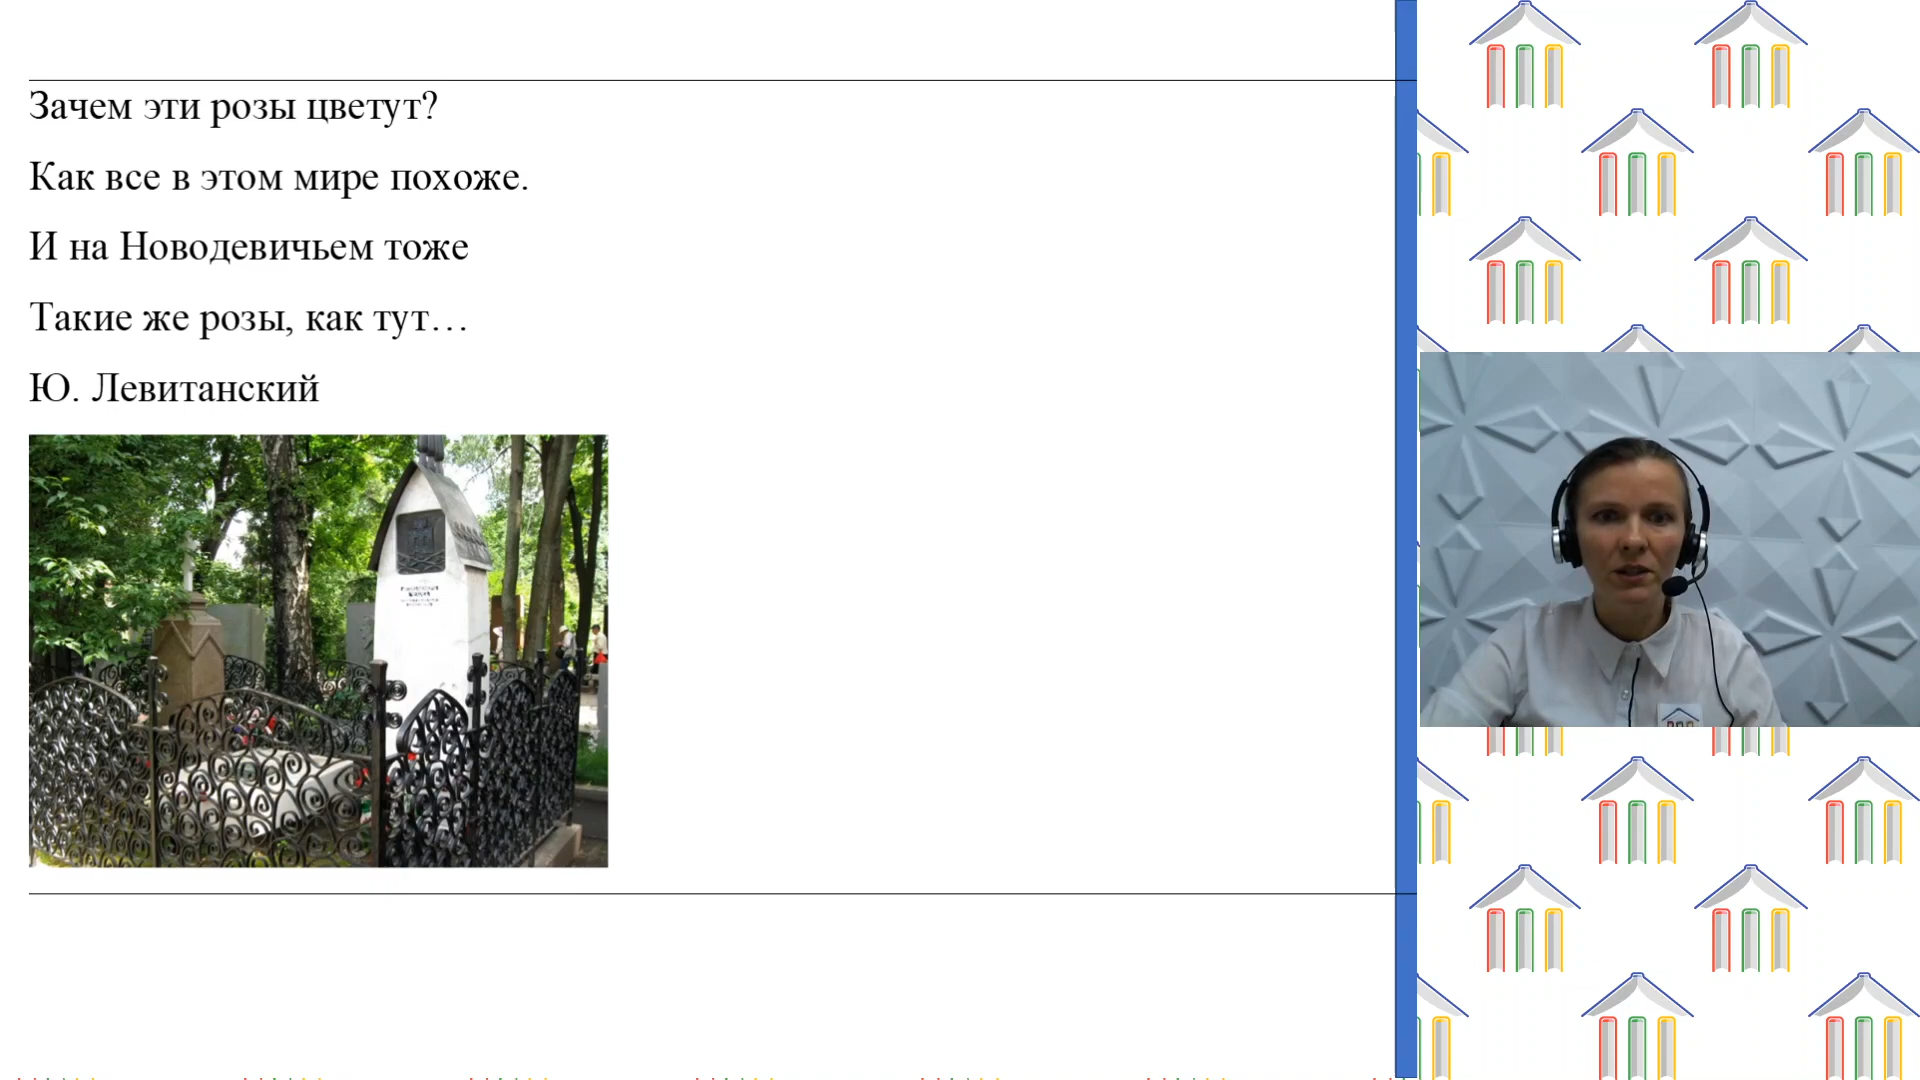 Зачем эти розы цветут?
Как все в этом мире похоже.
И на Новодевичьем тоже
Такие же розы, как тут…
Ю. Левитанский